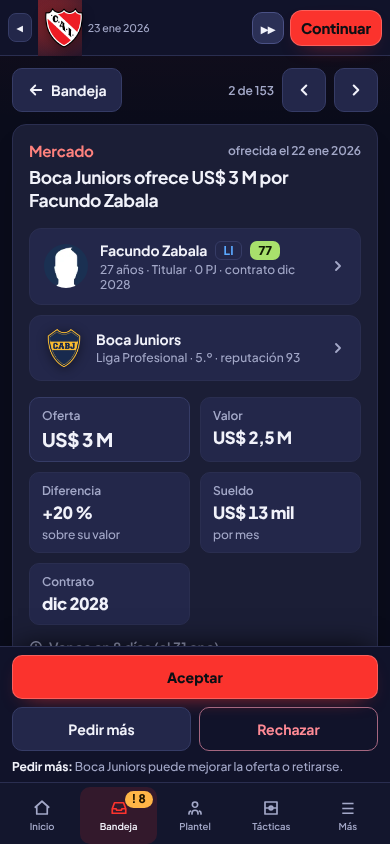 23 ene 2026
Continuar
Bandeja
2 de 153
Mercado
ofrecida el 22 ene 2026
Boca Juniors ofrece US$ 3 M por
Facundo Zabala
Facundo Zabala LI 77
27 años · Titular · 0 PJ · contrato dic
2028
CABJ
Boca Juniors
Liga Profesional · 5.º · reputación 93
Oferta
US$ 3 M
Valor
US$ 2,5 M
Diferencia
+20 %
sobre su valor
Sueldo
US$ 13 mil
por mes
Contrato
dic 2028
Aceptar
Pedir más
Rechazar
Pedir más: Boca Juniors puede mejorar la oferta o retirarse.
! 8
Inicio
Bandeja
Plantel
Tácticas
Más